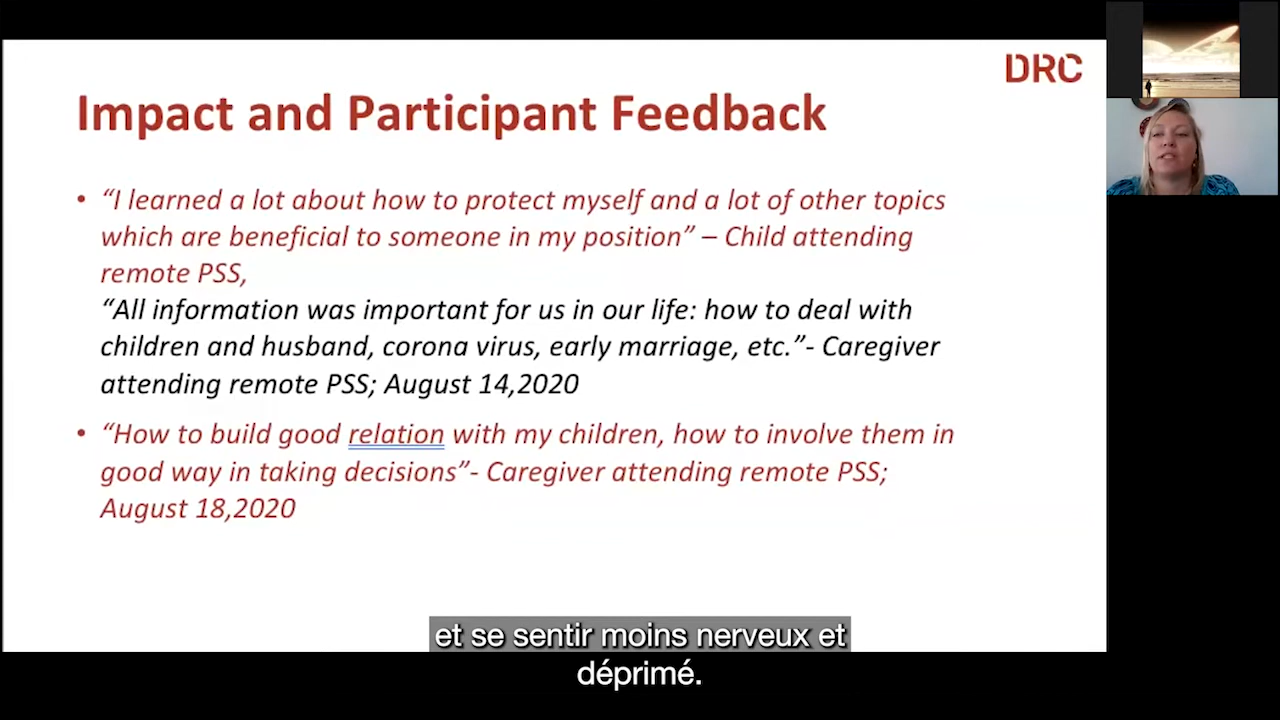 DRC
Impact and Participant Feedback
• “I learned a lot about how to protect myself and a lot of other topics
which are beneficial to someone in my position” – Child attending
remote PSS,
“All information was important for us in our life: how to deal with
children and husband, corona virus, early marriage, etc.”- Caregiver
attending remote PSS; August 14,2020
• “How to build good relation with my children, how to involve them in
good way in taking decisions”- Caregiver attending remote PSS;
August 18,2020
et se sentir moins nerveux et
déprimé.